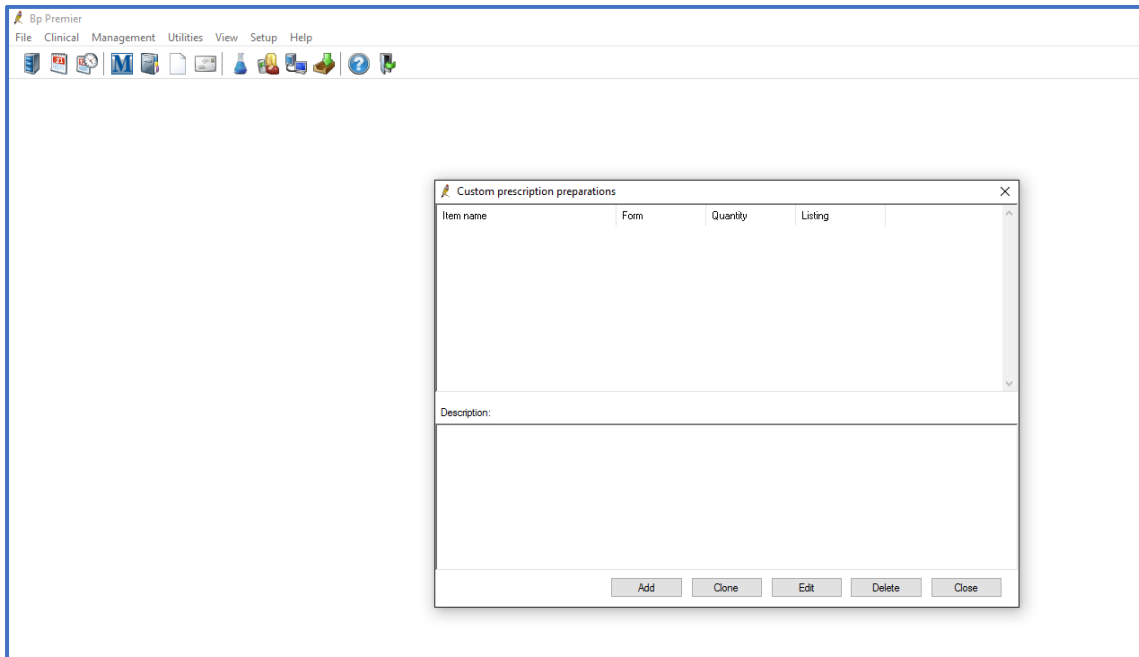 Bp Premier
File Clinical Management Utilities View Setup Help
M
Custom prescription preparations
Item name Form Quantity Listing
Description:
Add Clone Edit Delete Close